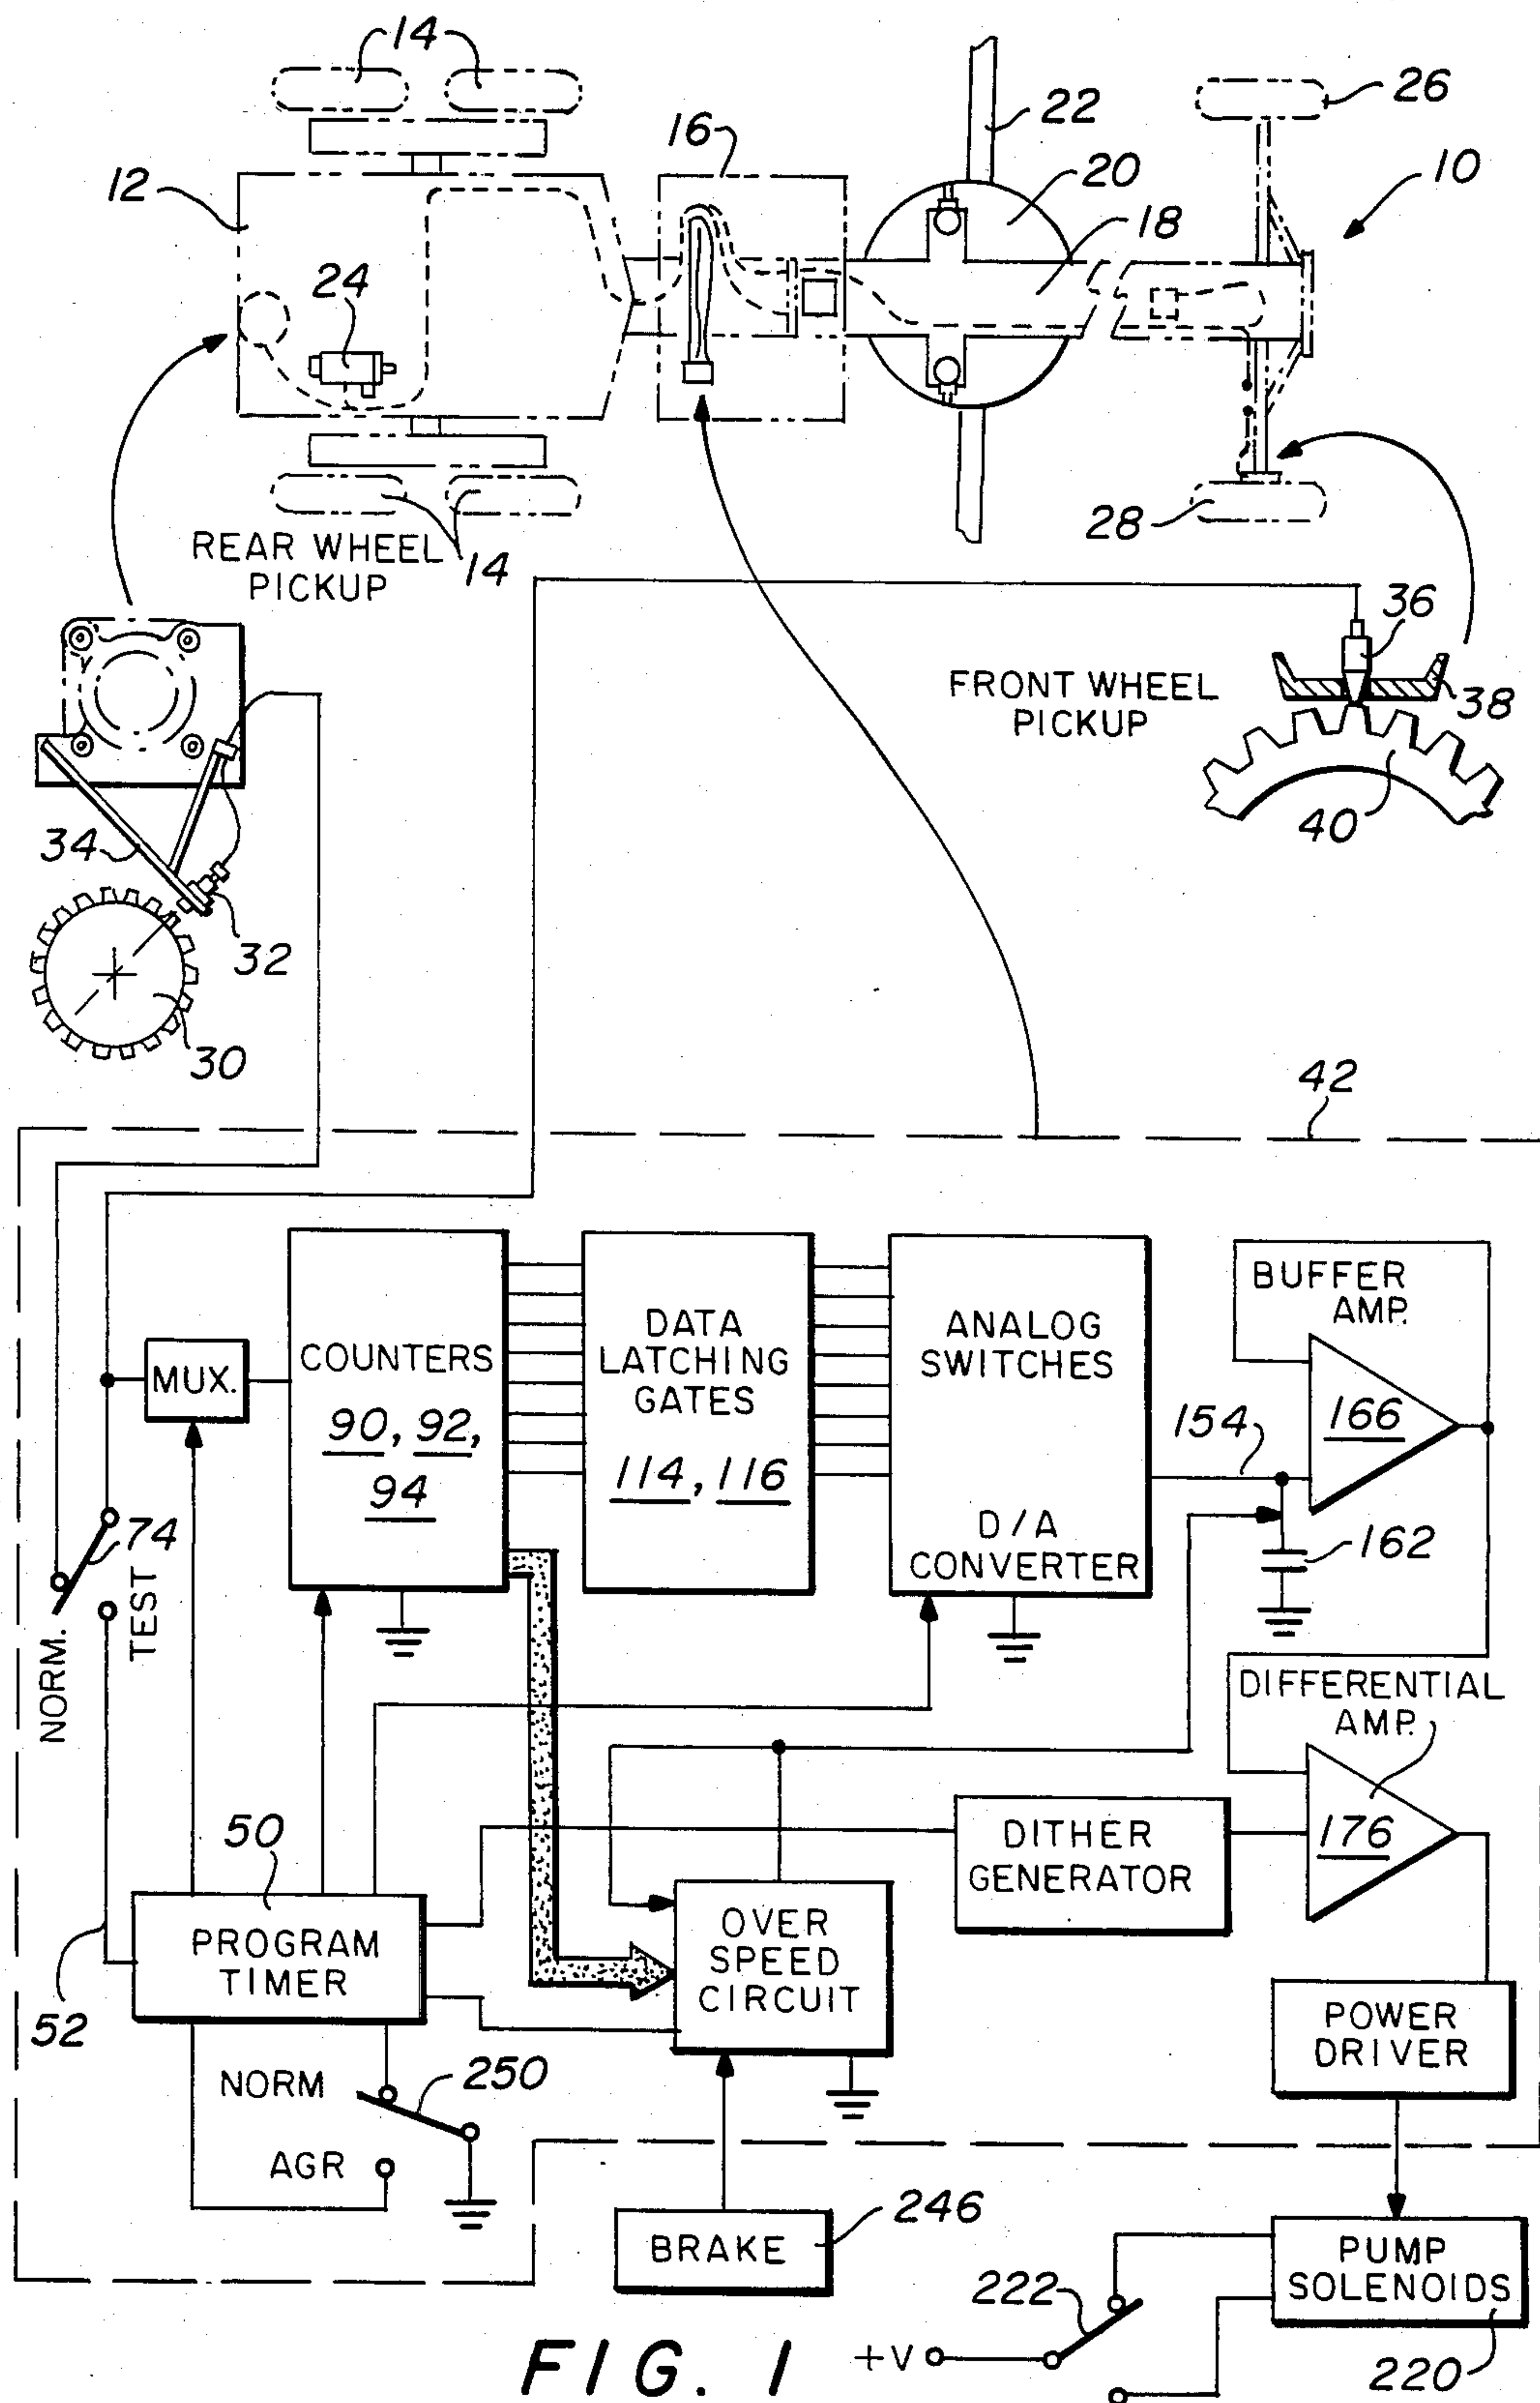 14
26
22
16
12
20
10
18
24
28
REAR WHEEL
PICKUP
14
36
FRONT WHEEL
PICKUP
38
40
34
32
30
42
BUFFER
AMP.
COUNTERS
90, 92,
94
DATA
LATCHING
GATES
114, 116
ANALOG
SWITCHES
D/A
CONVERTER
MUX.
154
166
162
74
NORM.
TEST
DIFFERENTIAL
AMP.
176
50
PROGRAM
TIMER
52
DITHER
GENERATOR
OVER
SPEED
CIRCUIT
POWER
DRIVER
NORM
250
AGR
BRAKE
246
PUMP
SOLENOIDS
222
+V
220
FIG. 1